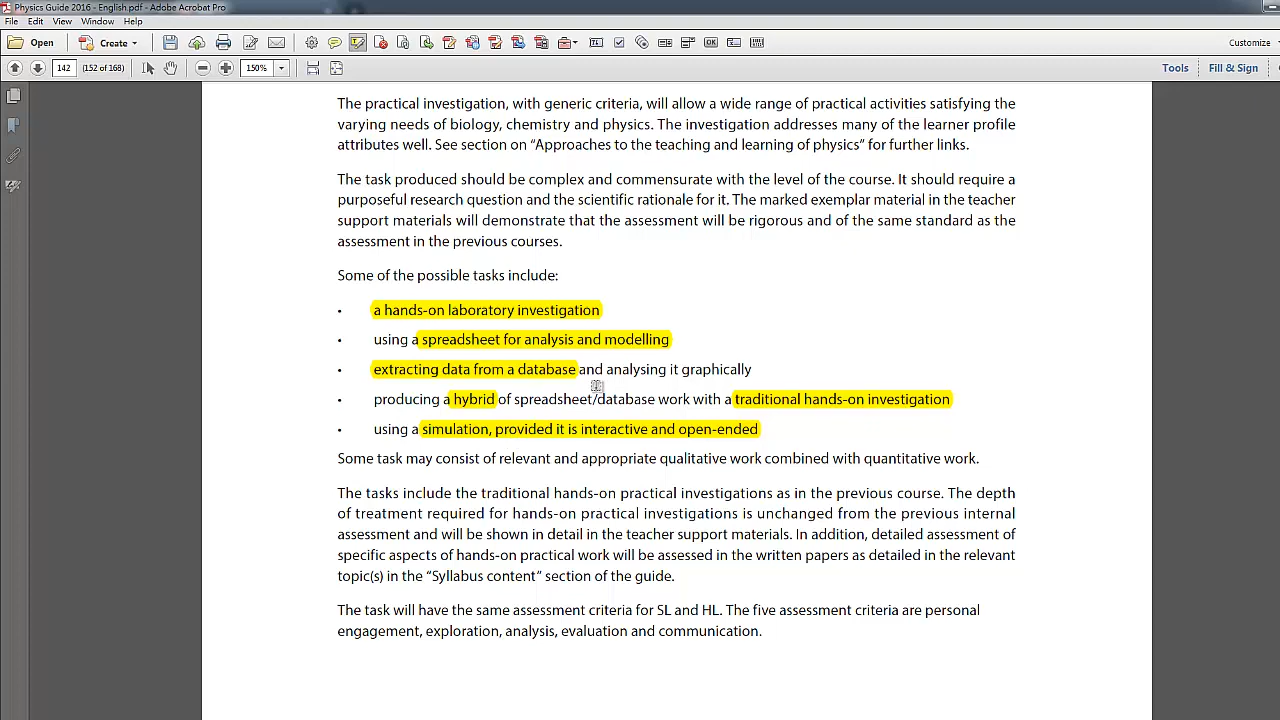 Physics Guide 2016 - English.pdf - Adobe Acrobat Pro
File Edit View Window Help
Open Create Customize
142 (152 of 168) 150% Tools Fill & Sign
The practical investigation, with generic criteria, will allow a wide range of practical activities satisfying the
varying needs of biology, chemistry and physics. The investigation addresses many of the learner profile
attributes well. See section on “Approaches to the teaching and learning of physics” for further links.
The task produced should be complex and commensurate with the level of the course. It should require a
purposeful research question and the scientific rationale for it. The marked exemplar material in the teacher
support materials will demonstrate that the assessment will be rigorous and of the same standard as the
assessment in the previous courses.
Some of the possible tasks include:
• a hands-on laboratory investigation
• using a spreadsheet for analysis and modelling
• extracting data from a database and analysing it graphically
• producing a hybrid of spreadsheet/database work with a traditional hands-on investigation
• using a simulation, provided it is interactive and open-ended
Some task may consist of relevant and appropriate qualitative work combined with quantitative work.
The tasks include the traditional hands-on practical investigations as in the previous course. The depth
of treatment required for hands-on practical investigations is unchanged from the previous internal
assessment and will be shown in detail in the teacher support materials. In addition, detailed assessment of
specific aspects of hands-on practical work will be assessed in the written papers as detailed in the relevant
topic(s) in the “Syllabus content” section of the guide.
The task will have the same assessment criteria for SL and HL. The five assessment criteria are personal
engagement, exploration, analysis, evaluation and communication.